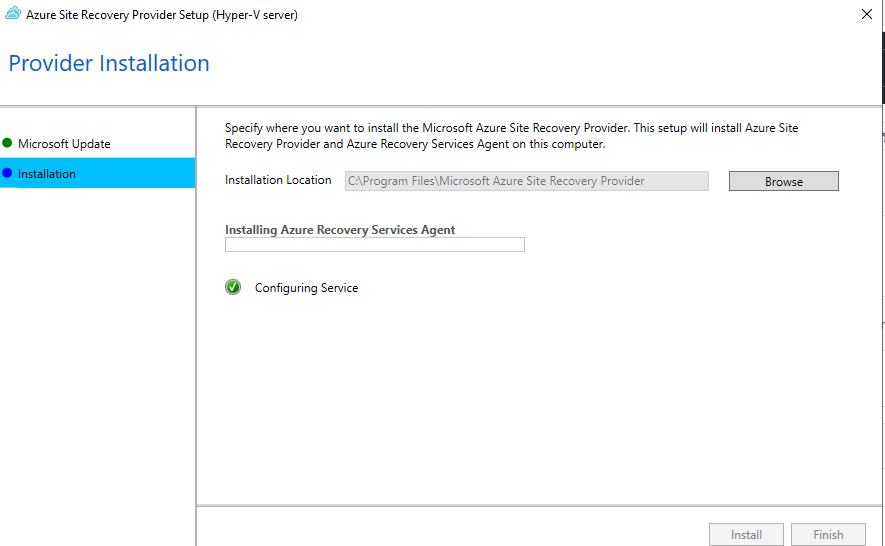 Azure Site Recovery Provider Setup (Hyper-V server)
Provider Installation
Microsoft Update
Installation
Specify where you want to install the Microsoft Azure Site Recovery Provider. This setup will install Azure Site
Recovery Provider and Azure Recovery Services Agent on this computer.
Installation Location
C:\Program Files\Microsoft Azure Site Recovery Provider
Browse
Installing Azure Recovery Services Agent
Configuring Service
Install
Finish